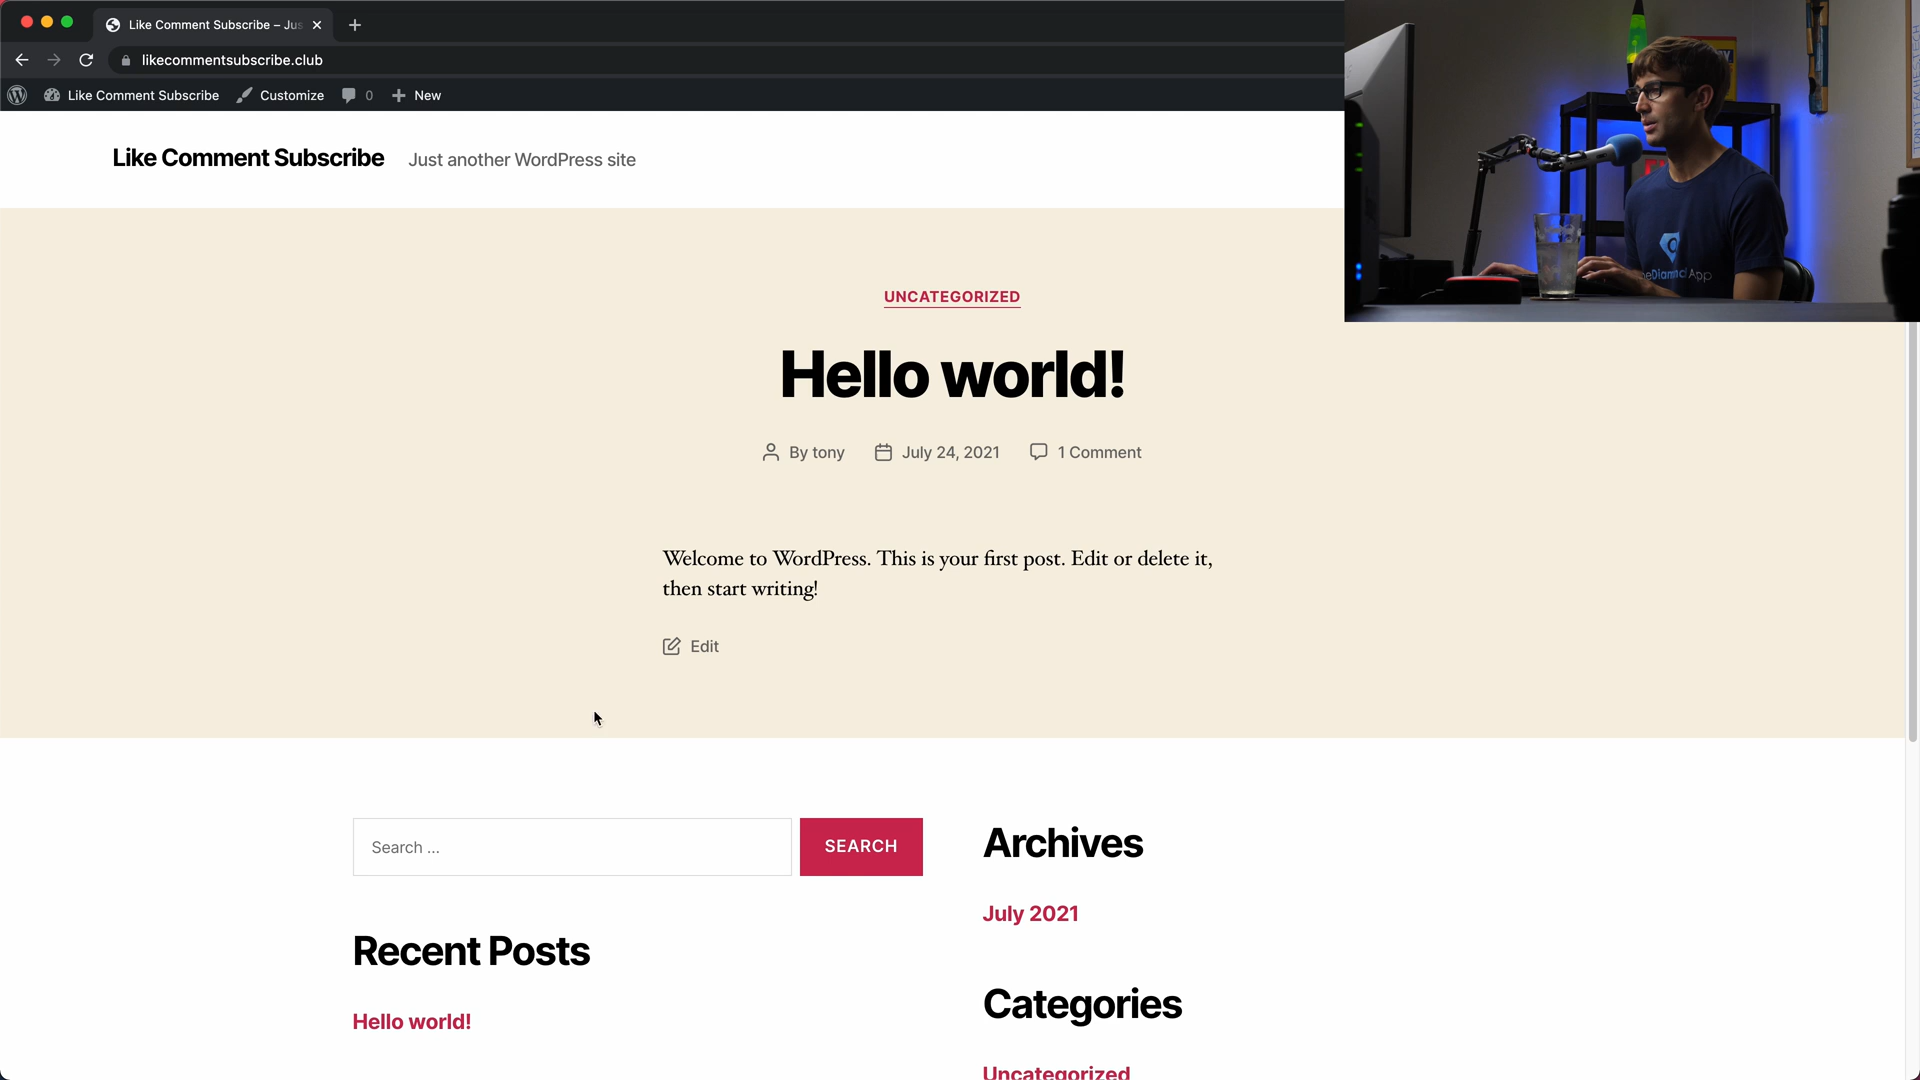 Like Comment Subscribe – Jus
likecommentsubscribe.club
Like Comment Subscribe
Customize
0
New
Like Comment Subscribe
Just another WordPress site
UNCATEGORIZED
Hello world!
By tony
July 24, 2021
1 Comment
Welcome to WordPress. This is your first post. Edit or delete it,
then start writing!
Edit
Search ...
SEARCH
Recent Posts
Hello world!
Archives
July 2021
Categories
Uncategorized